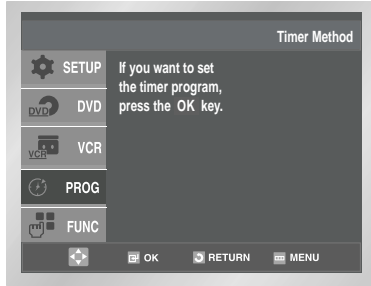 Timer Method
SETUP
If you want to set
the timer program,
press the OK key.
DVD
DVD
VCR
VCR
PROG
FUNC
OK RETURN MENU